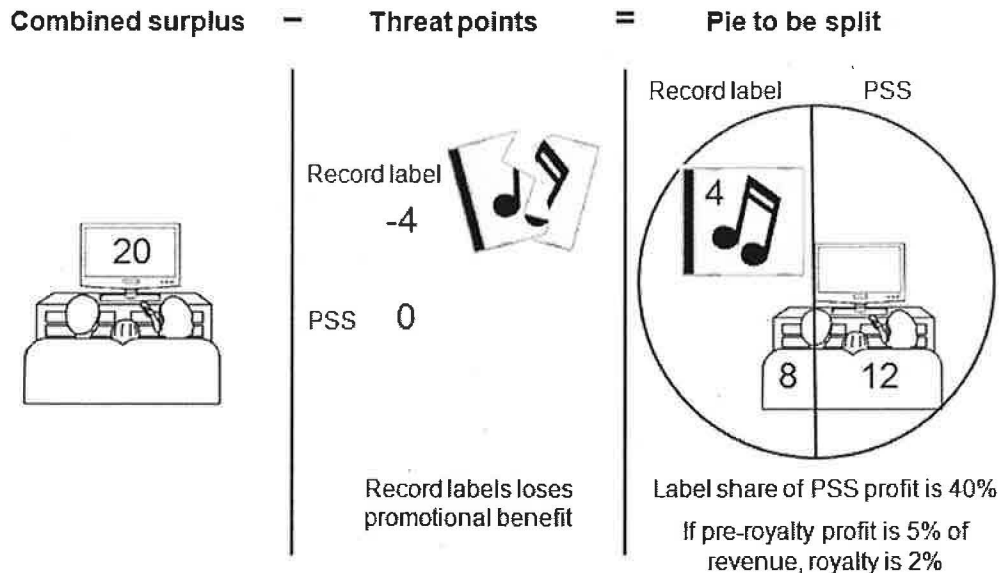 Combined surplus – Threat points = Pie to be split
Record label PSS
Record label
-4
4
20
PSS 0
8 12
Record labels loses
promotional benefit
Label share of PSS profit is 40%
If pre-royalty profit is 5% of
revenue, royalty is 2%